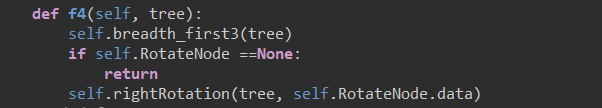 def f4(self, tree):
    self.breadth_first3(tree)
    if self.RotateNode ==None:
        return
    self.rightRotation(tree, self.RotateNode.data)